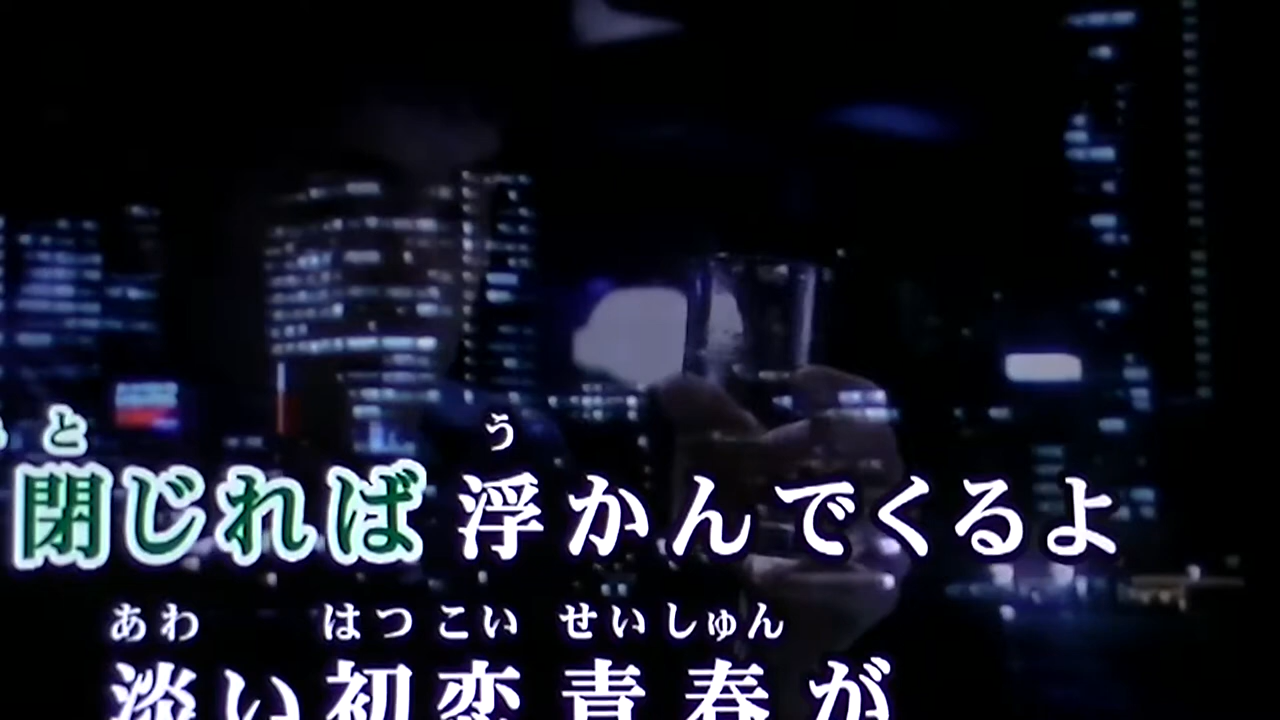 と
閉じれば 浮かんでくるよ
う
あわ はつ こい せい しゅん
淡い 初恋 青春が